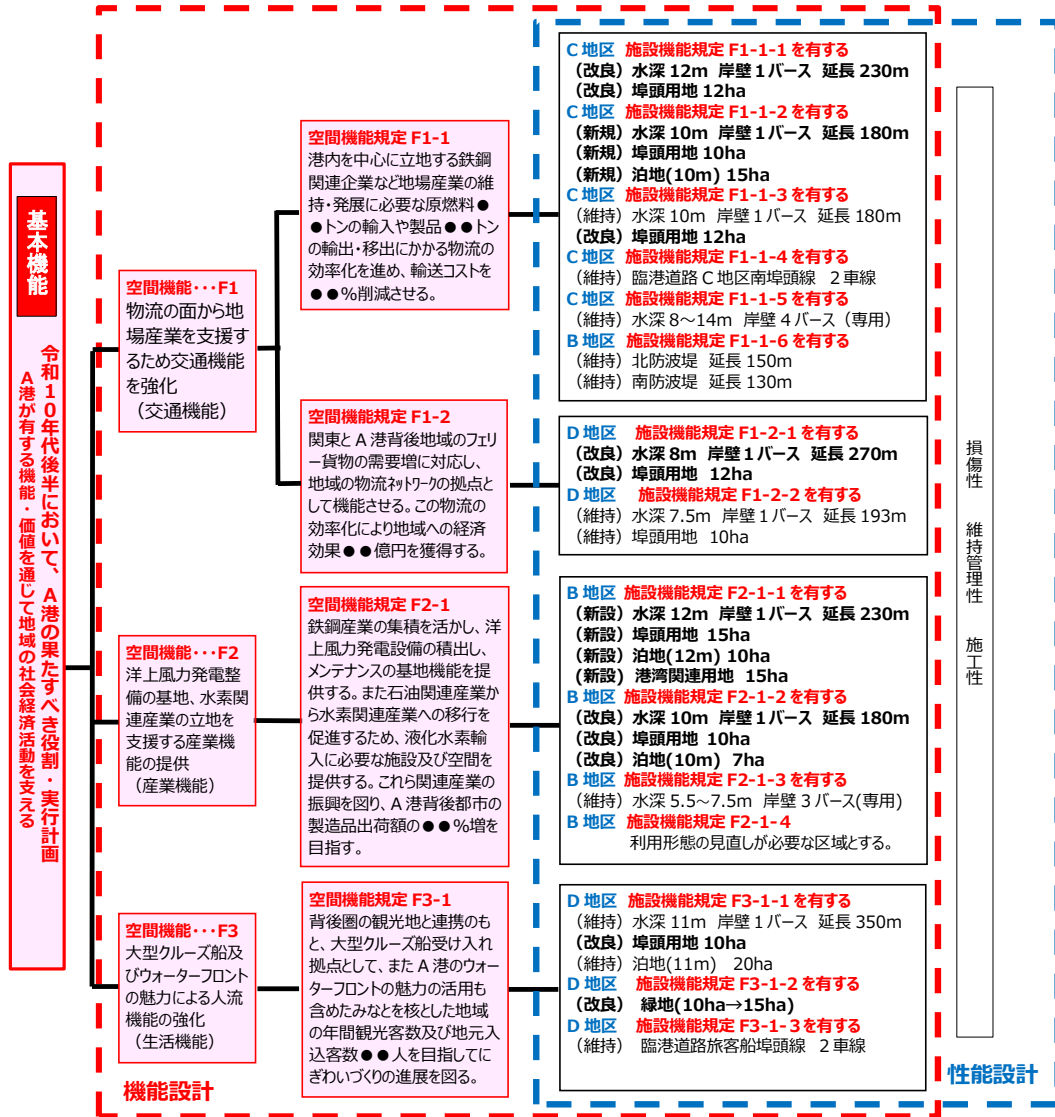 基本機能
令和10年代後半において、A港の果たすべき役割・実行計画
A港が有する機能・価値を通じて地域の社会経済活動を支える
空間機能･･･F1
物流の面から地
場産業を支援す
るため交通機能
を強化
（交通機能）
空間機能･･･F2
洋上風力発電整
備の基地、水素関
連産業の立地を
支援する産業機
能の提供
（産業機能）
空間機能･･･F3
大型クルーズ船及
びウォーターフロント
の魅力による人流
機能の強化
（生活機能）
空間機能規定 F1-1
港内を中心に立地する鉄鋼
関連企業など地場産業の維
持・発展に必要な原燃料●
●トンの輸入や製品●●トン
の輸出・移出にかかる物流の
効率化を進め、輸送コストを
●●％削減させる。
空間機能規定 F1-2
関東と A 港背後地域のフェリ
ー貨物の需要増に対応し、
地域の物流ﾈｯﾄﾜｰｸの拠点
として機能させる。この物流の
効率化により地域への経済
効果●●億円を獲得する。
空間機能規定 F2-1
鉄鋼産業の集積を活かし、洋
上風力発電設備の積出し、
メンテナンスの基地機能を提
供する。また石油関連産業か
ら水素関連産業への移行を
促進するため、液化水素輸
入に必要な施設及び空間を
提供する。これら関連産業の
振興を図り、A 港背後都市の
製造品出荷額の●●％増を
目指す。
空間機能規定 F3-1
背後圏の観光地と連携のも
と、大型クルーズ船受け入れ
拠点として、また A 港のウォー
ターフロントの魅力の活用も
含めたみなとを核とした地域
の年間観光客数及び地元入
込客数●●人を目指してに
ぎわいづくりの進展を図る。
C 地区 施設機能規定 F1-1-1 を有する
（改良）水深 12m 岸壁 1 バース 延長 230m
（改良）埠頭用地 12ha
C 地区 施設機能規定 F1-1-2 を有する
（新規）水深 10m 岸壁 1 バース 延長 180m
（新規）埠頭用地 10ha
（新規）泊地(10m) 15ha
C 地区 施設機能規定 F1-1-3 を有する
（維持）水深 10m 岸壁 1 バース 延長 180m
（改良）埠頭用地 12ha
C 地区 施設機能規定 F1-1-4 を有する
（維持）臨港道路 C 地区南埠頭線 2 車線
C 地区 施設機能規定 F1-1-5 を有する
（維持）水深 8～14m 岸壁 4 バース（専用）
B 地区 施設機能規定 F1-1-6 を有する
（維持）北防波堤 延長 150m
（維持）南防波堤 延長 130m
D 地区 施設機能規定 F1-2-1 を有する
（改良）水深 8m 岸壁 1 バース 延長 270m
（改良）埠頭用地 12ha
D 地区 施設機能規定 F1-2-2 を有する
（維持）水深 7.5m 岸壁 1 バース 延長 193m
（維持）埠頭用地 10ha
B 地区 施設機能規定 F2-1-1 を有する
（新設）水深 12m 岸壁 1 バース 延長 230m
（新設）埠頭用地 15ha
（新設）泊地(12m) 10ha
（新設）港湾関連用地 15ha
B 地区 施設機能規定 F2-1-2 を有する
（改良）水深 10m 岸壁 1 バース 延長 180m
（改良）埠頭用地 10ha
（改良）泊地(10m) 7ha
B 地区 施設機能規定 F2-1-3 を有する
（維持）水深 5.5～7.5m 岸壁 3 バース(専用)
B 地区 施設機能規定 F2-1-4
利用形態の見直しが必要な区域とする。
D 地区 施設機能規定 F3-1-1 を有する
（維持）水深 11m 岸壁 1 バース 延長 350m
（改良）埠頭用地 10ha
（維持）泊地(11m) 20ha
D 地区 施設機能規定 F3-1-2 を有する
（改良） 緑地(10ha→15ha)
D 地区 施設機能規定 F3-1-3 を有する
（維持） 臨港道路旅客船埠頭線 2 車線
損傷性 維持管理性 施工性
機能設計
性能設計